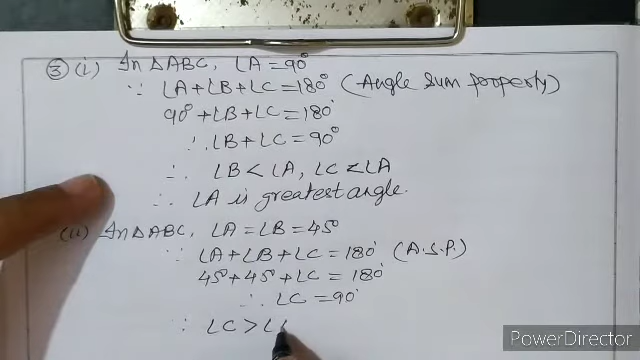 ③ (i) In △ABC, ∠A = 90°
∵ ∠A + ∠B + ∠C = 180° (Angle Sum property)
90° + ∠B + ∠C = 180°
∴ ∠B + ∠C = 90°
∴ ∠B < ∠A, ∠C < ∠A
∴ ∠A is greatest angle.
(ii) In △ABC, ∠A = ∠B = 45°
∵ ∠A + ∠B + ∠C = 180° (A.S.P.)
45° + 45° + ∠C = 180°
∴ ∠C = 90°
∵ ∠C > ∠
PowerDirector